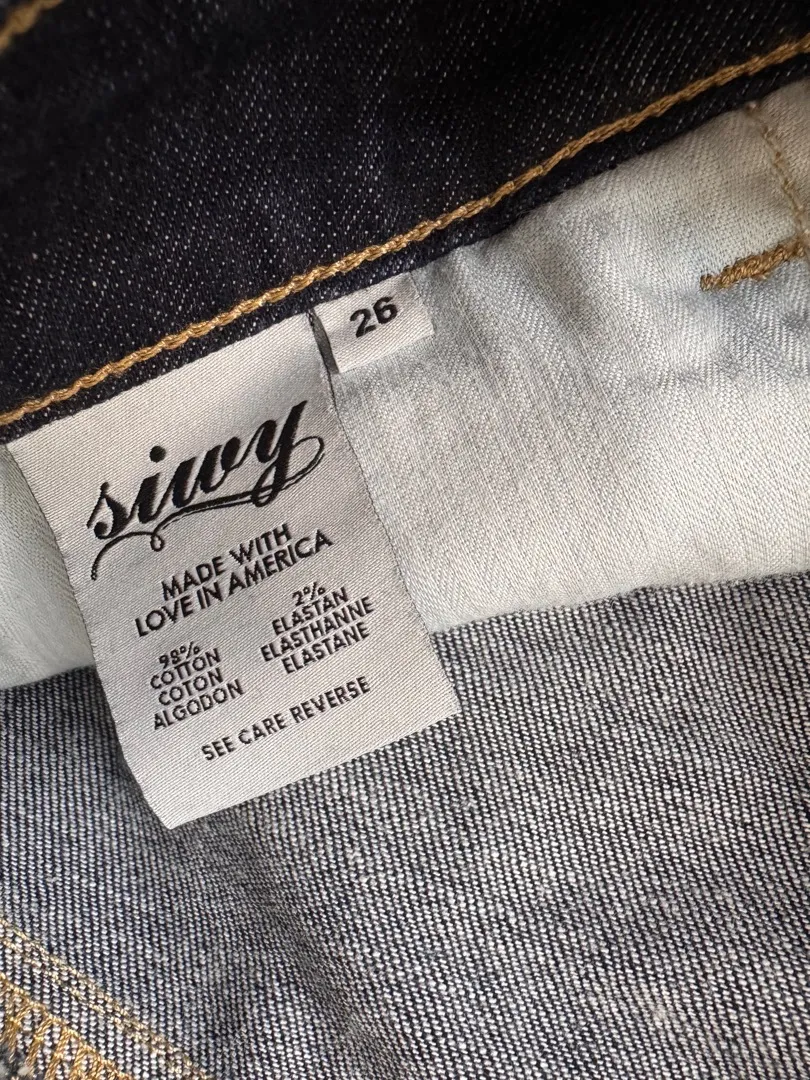 26
siwy
MADE WITH
LOVE IN AMERICA
98%
COTTON
COTON
ALGODON
2%
ELASTAN
ELASTHANNE
ELASTANE
SEE CARE REVERSE